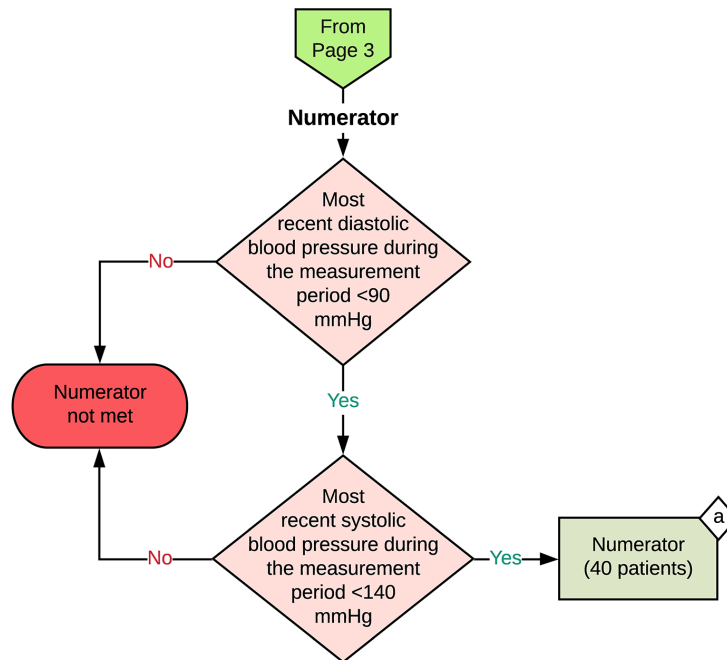 From
Page 3
Numerator
Most
recent diastolic
blood pressure during
the measurement
period <90
mmHg
No
Numerator
not met
Yes
Most
recent systolic
blood pressure during
the measurement
period <140
mmHg
No
Yes
Numerator
(40 patients)
a